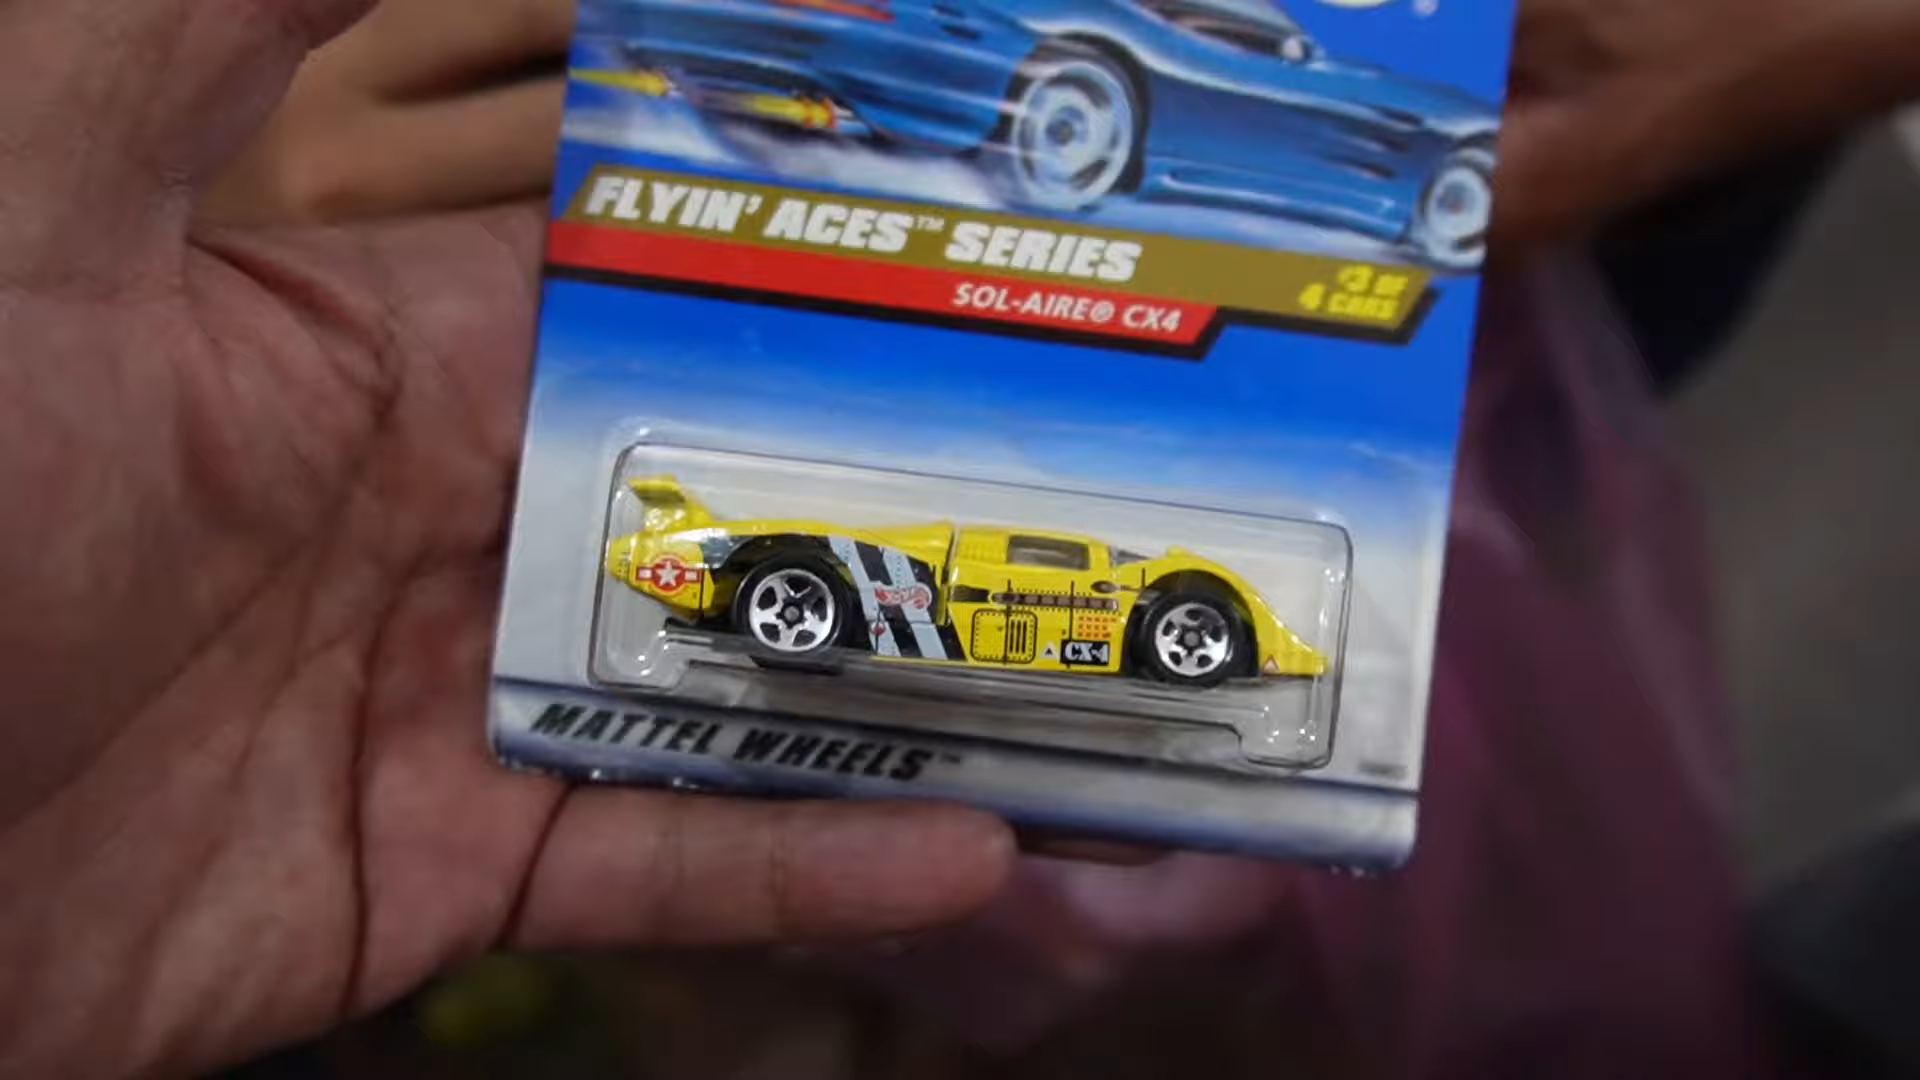 FLYIN' ACES™ SERIES
SOL-AIRE® CX4
#3 OF
4 CARS
CX-4
MATTEL WHEELS™